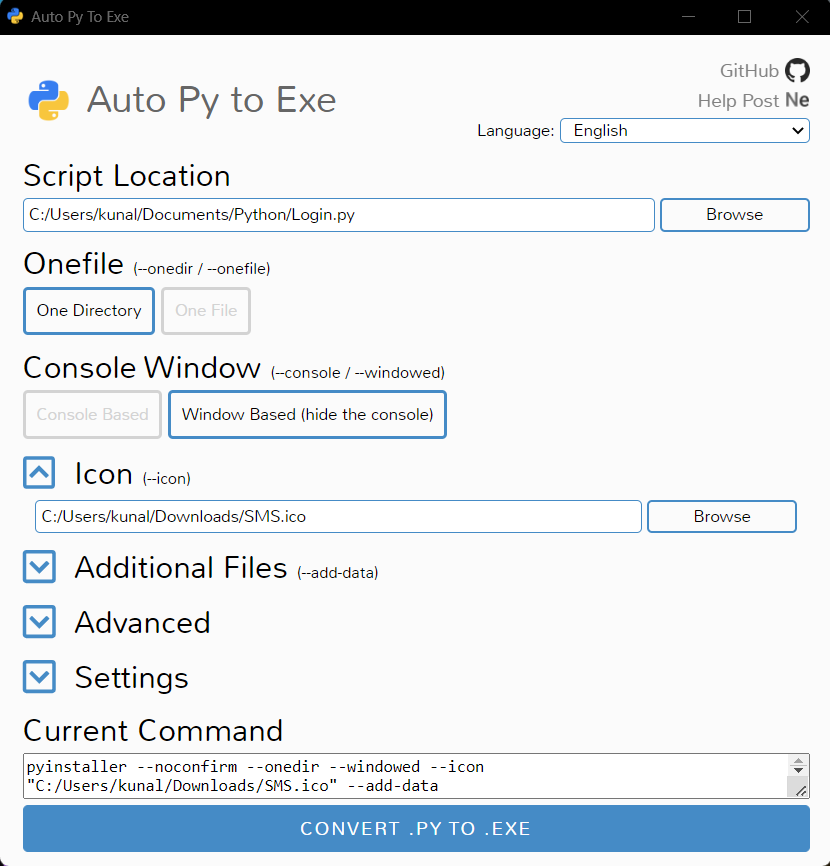 Auto Py To Exe
GitHub
Auto Py to Exe
Help Post Ne
Language: English
Script Location
C:/Users/kunal/Documents/Python/Login.py Browse
Onefile (--onedir / --onefile)
One Directory One File
Console Window (--console / --windowed)
Console Based Window Based (hide the console)
Icon (--icon)
C:/Users/kunal/Downloads/SMS.ico Browse
Additional Files (--add-data)
Advanced
Settings
Current Command
pyinstaller --noconfirm --onedir --windowed --icon
"C:/Users/kunal/Downloads/SMS.ico" --add-data
CONVERT .PY TO .EXE